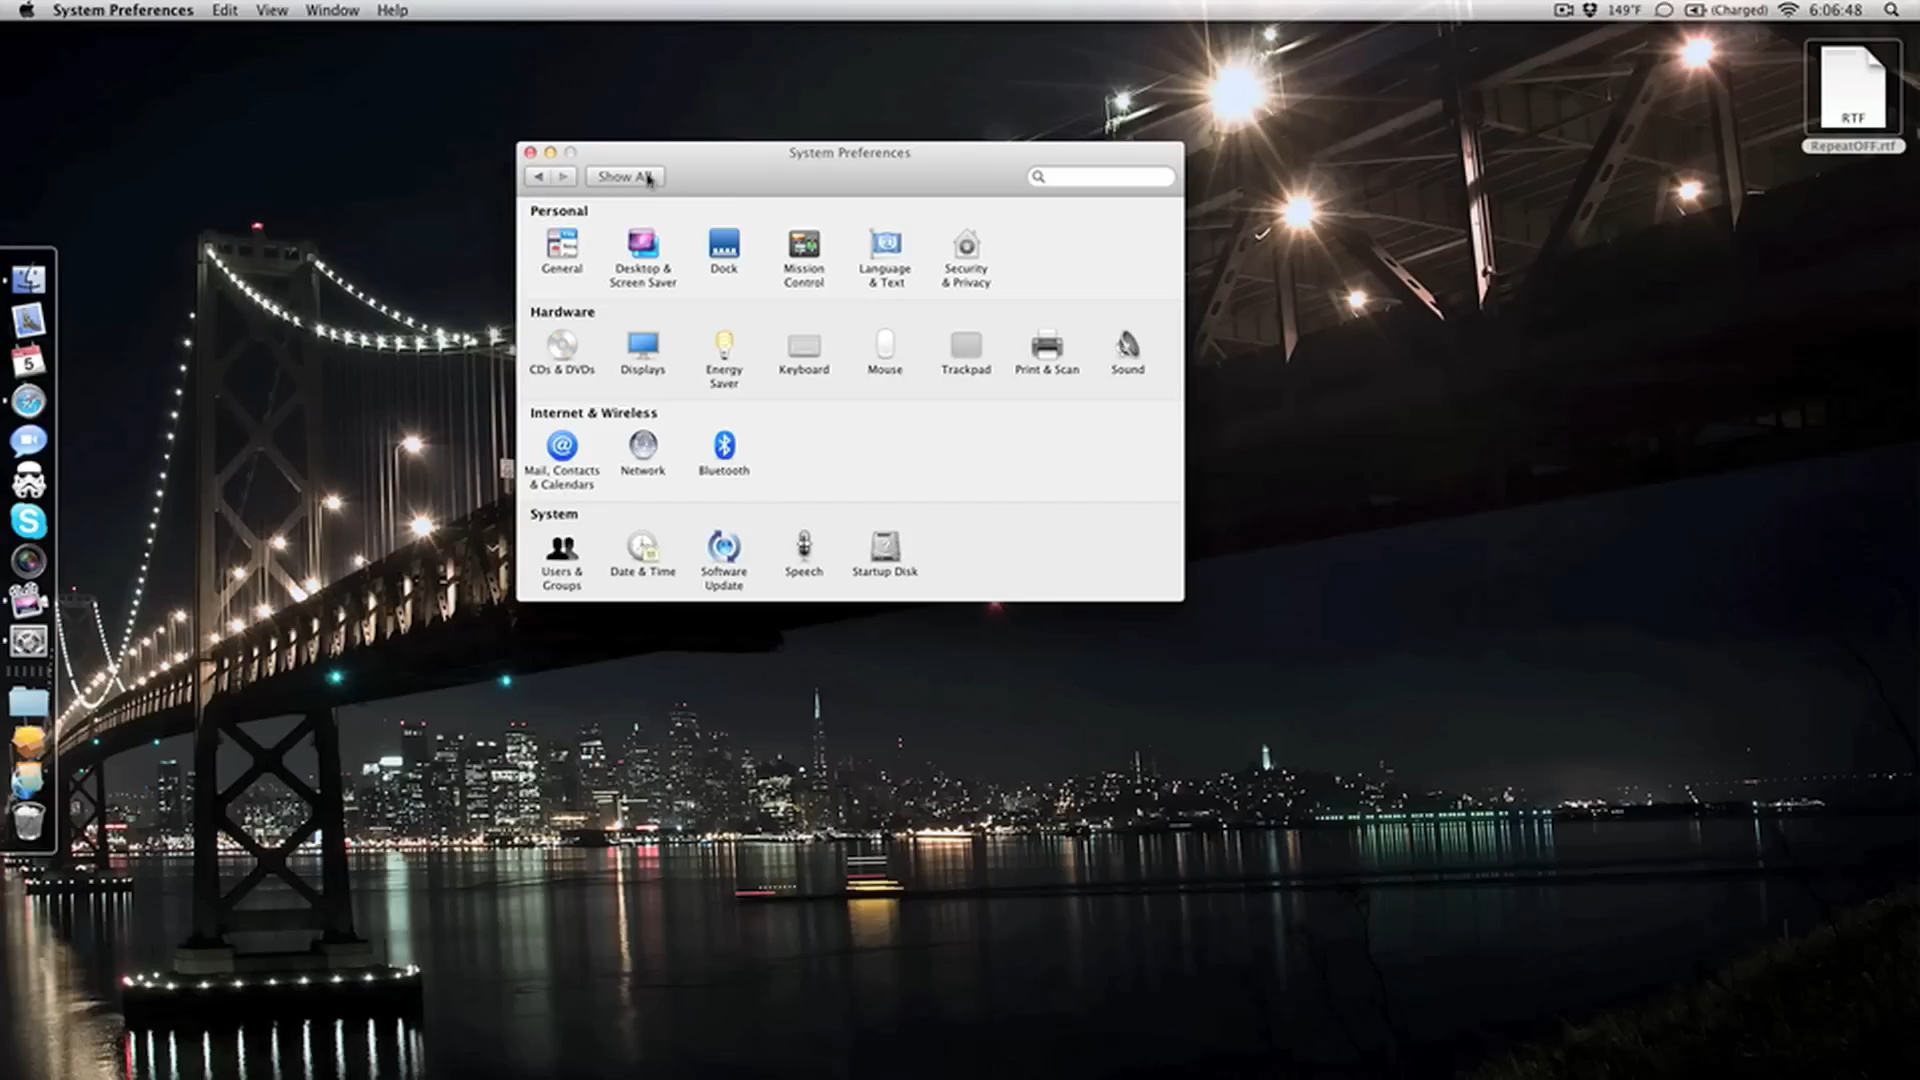 System Preferences Edit View Window Help 149°F (Charged) 6:06:48
RTF
RepeatOFF.rtf
System Preferences
Show All
Personal
General
Desktop &
Screen Saver
Dock
Mission
Control
Language
& Text
Security
& Privacy
Hardware
CDs & DVDs
Displays
Energy
Saver
Keyboard
Mouse
Trackpad
Print & Scan
Sound
Internet & Wireless
Mail, Contacts
& Calendars
Network
Bluetooth
System
Users &
Groups
Date & Time
Software
Update
Speech
Startup Disk
5